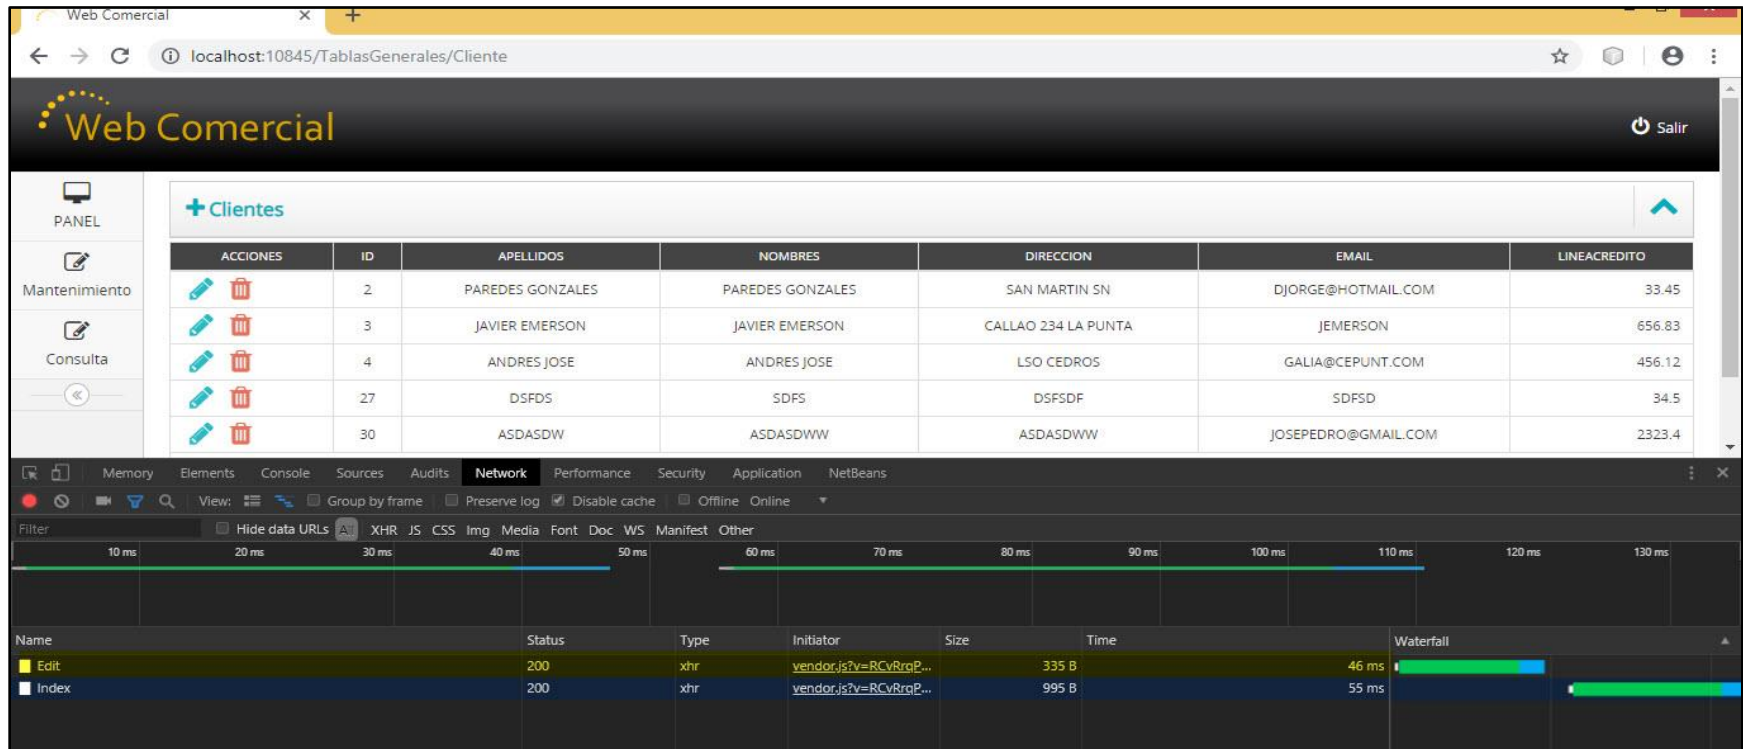 Web Comercial
localhost:10845/TablasGenerales/Cliente
Web Comercial
Salir
PANEL
Mantenimiento
Consulta
Clientes
ACCIONES ID APELLIDOS NOMBRES DIRECCION EMAIL LINEACREDITO
2 PAREDES GONZALES PAREDES GONZALES SAN MARTIN SN DJORGE@HOTMAIL.COM 33.45
3 JAVIER EMERSON JAVIER EMERSON CALLAO 234 LA PUNTA JEMERSON 656.83
4 ANDRES JOSE ANDRES JOSE LSO CEDROS GALIA@CEPUNT.COM 456.12
27 DSFDS SDFS DSFSDF SDFSD 34.5
30 ASDASDW ASDASDWW ASDASDWW JOSEPEDRO@GMAIL.COM 2323.4
Memory Elements Console Sources Audits Network Performance Security Application NetBeans
View: Group by frame Preserve log Disable cache Offline Online
Filter Hide data URLs All XHR JS CSS Img Media Font Doc WS Manifest Other
10 ms 20 ms 30 ms 40 ms 50 ms 60 ms 70 ms 80 ms 90 ms 100 ms 110 ms 120 ms 130 ms
Name Status Type Initiator Size Time Waterfall
Edit 200 xhr vendor.js?v=RCvRrqP... 335 B 46 ms
Index 200 xhr vendor.js?v=RCvRrqP... 995 B 55 ms